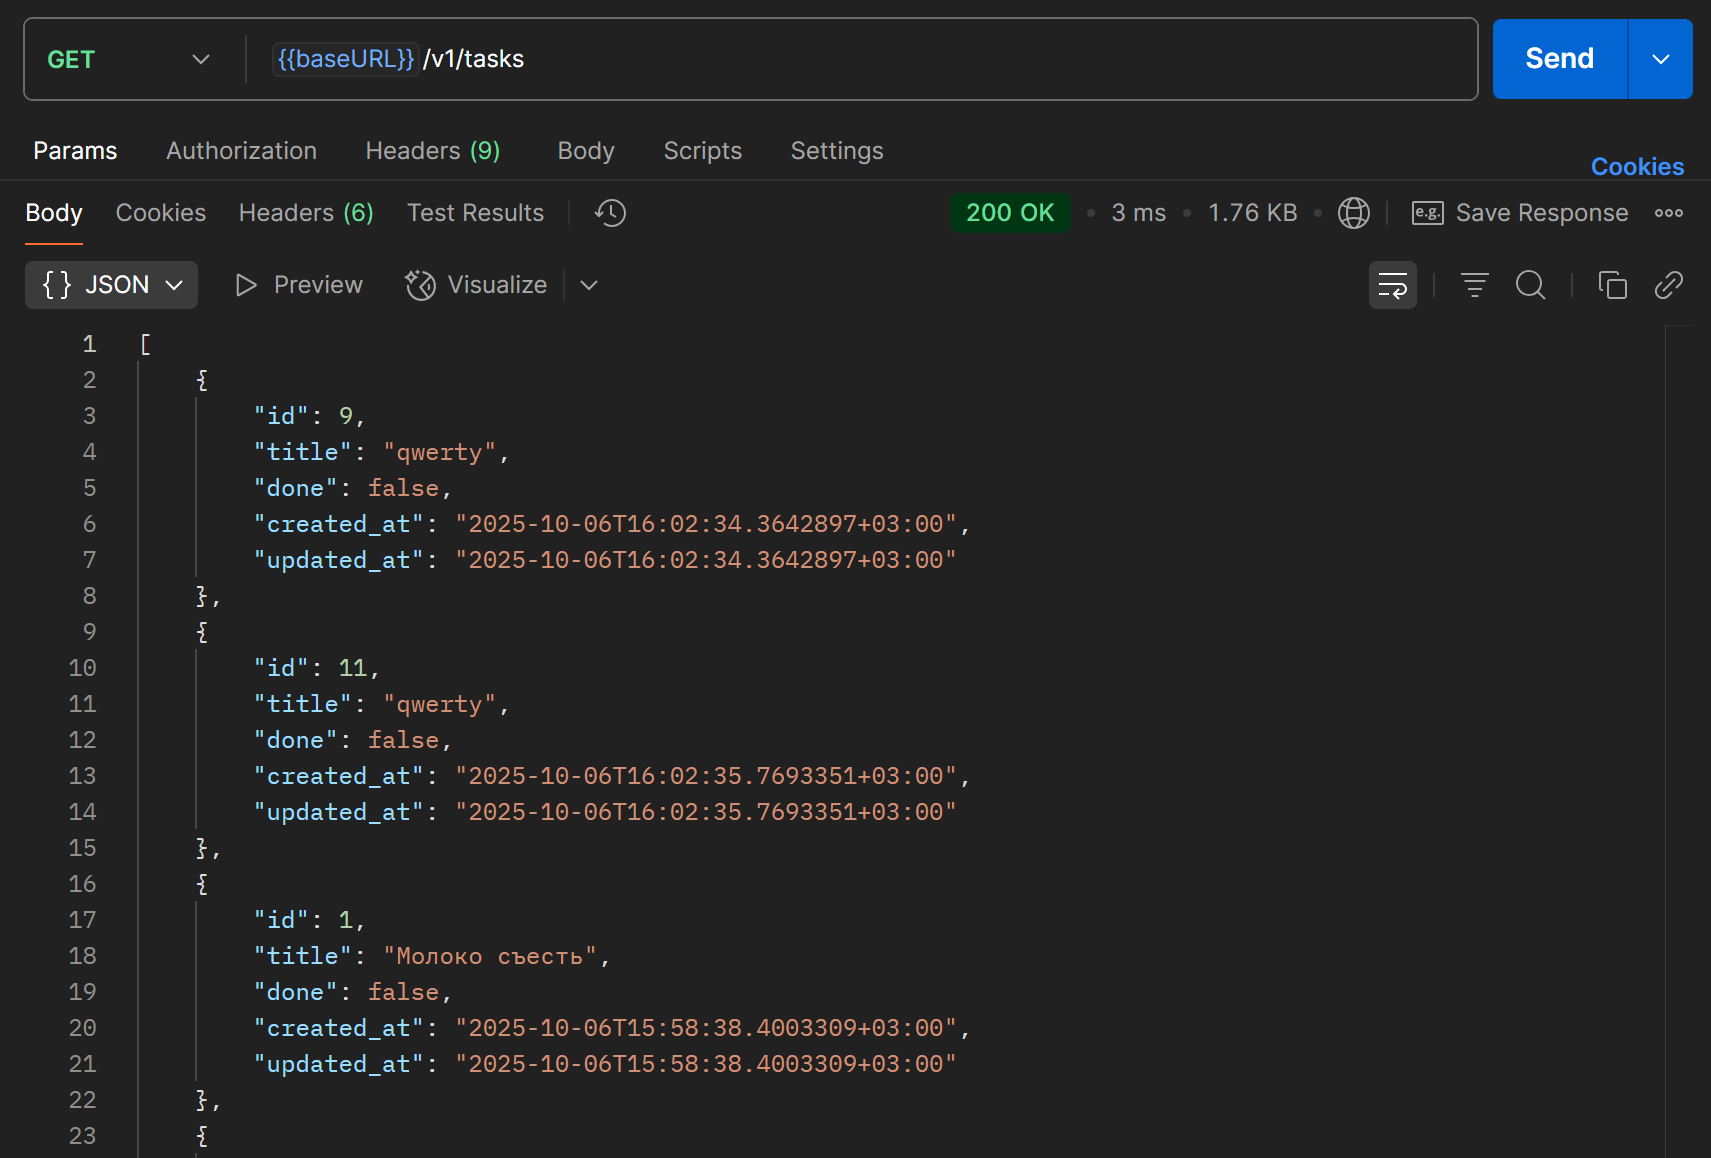 GET {{baseURL}} /v1/tasks Send
Params Authorization Headers (9) Body Scripts Settings Cookies
Body Cookies Headers (6) Test Results 200 OK • 3 ms • 1.76 KB • e.g. Save Response
{} JSON Preview Visualize
1 [
2 {
3 "id": 9,
4 "title": "qwerty",
5 "done": false,
6 "created_at": "2025-10-06T16:02:34.3642897+03:00",
7 "updated_at": "2025-10-06T16:02:34.3642897+03:00"
8 },
9 {
10 "id": 11,
11 "title": "qwerty",
12 "done": false,
13 "created_at": "2025-10-06T16:02:35.7693351+03:00",
14 "updated_at": "2025-10-06T16:02:35.7693351+03:00"
15 },
16 {
17 "id": 1,
18 "title": "Молоко съесть",
19 "done": false,
20 "created_at": "2025-10-06T15:58:38.4003309+03:00",
21 "updated_at": "2025-10-06T15:58:38.4003309+03:00"
22 },
23 {